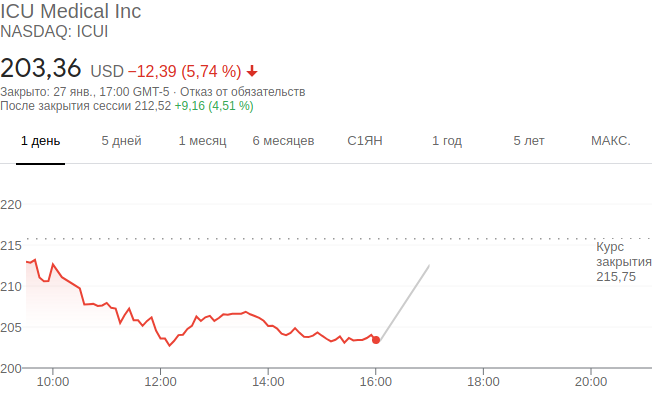 ICU Medical Inc
NASDAQ: ICUI
203,36 USD −12,39 (5,74 %)
Закрыто: 27 янв., 17:00 GMT-5 · Отказ от обязательств
После закрытия сессии 212,52 +9,16 (4,51 %)
1 день 5 дней 1 месяц 6 месяцев С1ЯН 1 год 5 лет МАКС.
220
215
Курс
закрытия
215,75
210
205
200
10:00 12:00 14:00 16:00 18:00 20:00